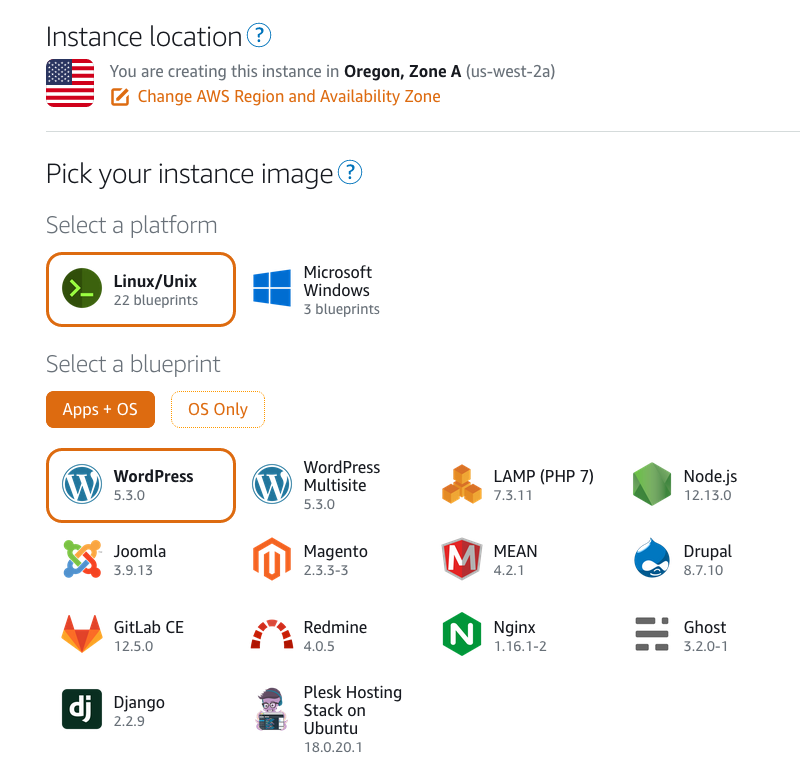 Instance location ?
You are creating this instance in Oregon, Zone A (us-west-2a)
Change AWS Region and Availability Zone
Pick your instance image ?
Select a platform
Linux/Unix
22 blueprints
Microsoft
Windows
3 blueprints
Select a blueprint
Apps + OS
OS Only
WordPress
5.3.0
WordPress
Multisite
5.3.0
LAMP (PHP 7)
7.3.11
Node.js
12.13.0
Joomla
3.9.13
Magento
2.3.3-3
MEAN
4.2.1
Drupal
8.7.10
GitLab CE
12.5.0
Redmine
4.0.5
Nginx
1.16.1-2
Ghost
3.2.0-1
dj
Django
2.2.9
Plesk Hosting
Stack on
Ubuntu
18.0.20.1